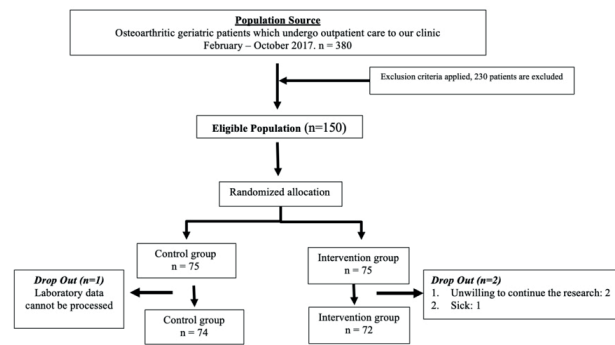 Population Source
Osteoarthritic geriatric patients which undergo outpatient care to our clinic
February – October 2017. n = 380
Exclusion criteria applied, 230 patients are excluded
Eligible Population (n=150)
Randomized allocation
Control group
n = 75
Intervention group
n = 75
Drop Out (n=1)
Laboratory data
cannot be processed
Drop Out (n=2)
1. Unwilling to continue the research: 2
2. Sick: 1
Control group
n = 74
Intervention group
n = 72